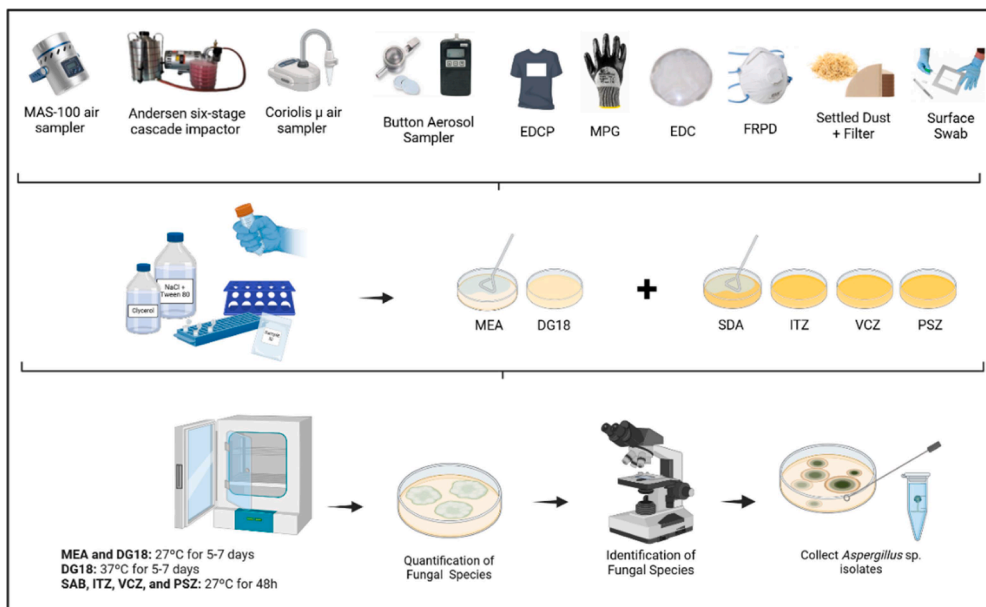 MAS-100 air
sampler
Andersen six-stage
cascade impactor
Coriolis µ air
sampler
Button Aerosol
Sampler
EDCP
MPG
EDC
FRPD
Settled Dust
+ Filter
Surface
Swab
Glycerol
NaCl +
Tween 80
MEA
DG18
+
SDA
ITZ
VCZ
PSZ
MEA and DG18: 27ºC for 5-7 days
DG18: 37ºC for 5-7 days
SAB, ITZ, VCZ, and PSZ: 27ºC for 48h
Quantification of
Fungal Species
Identification of
Fungal Species
Collect Aspergillus sp.
isolates